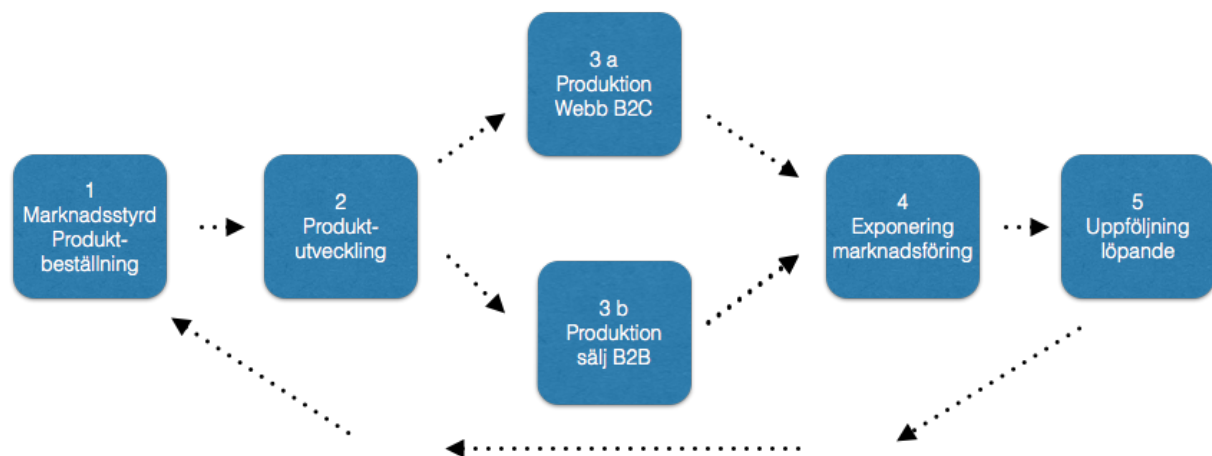 1
Marknadsstyrd
Produkt-
beställning
2
Produkt-
utveckling
3 a
Produktion
Webb B2C
3 b
Produktion
sälj B2B
4
Exponering
marknadsföring
5
Uppföljning
löpande